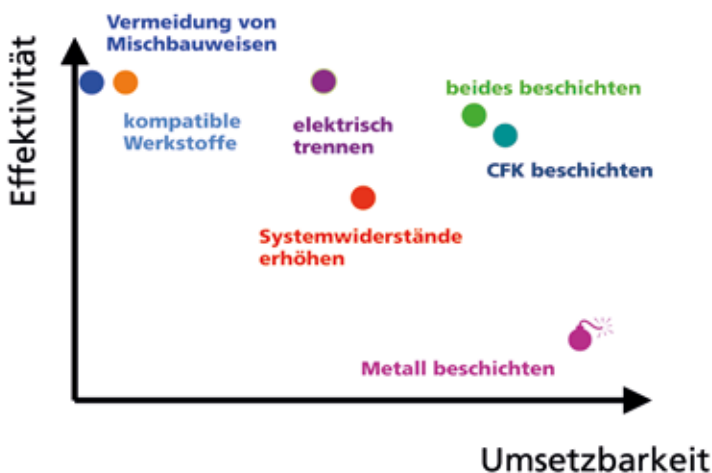 Vermeidung von
Mischbauweisen
Effektivität
beides beschichten
kompatible
Werkstoffe
elektrisch
trennen
CFK beschichten
Systemwiderstände
erhöhen
Metall beschichten
Umsetzbarkeit